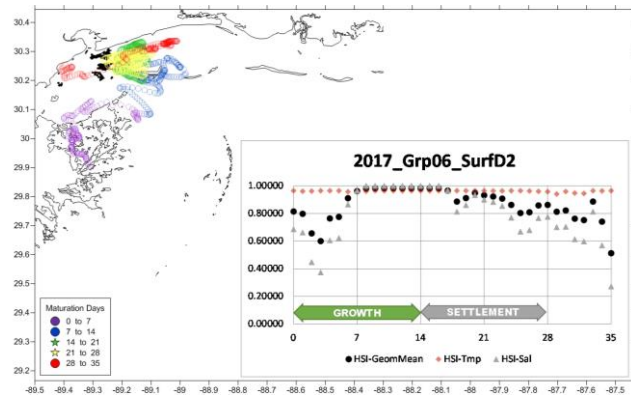 30.4
30.3
30.2
30.1
30
29.9
29.8
29.7
29.6
29.5
29.4
29.3
29.2
2017_Grp06_SurfD2
1.00000
0.80000
0.60000
0.40000
0.20000
0.00000
GROWTH
SETTLEMENT
0 7 14 21 28 35
HSI-GeomMean HSI-Tmp HSI-Sal
Maturation Days
0 to 7
7 to 14
14 to 21
21 to 28
28 to 35
-89.5 -89.4 -89.3 -89.2 -89.1 -89 -88.9 -88.8 -88.7 -88.6 -88.5 -88.4 -88.3 -88.2 -88.1 -88 -87.9 -87.8 -87.7 -87.6 -87.5